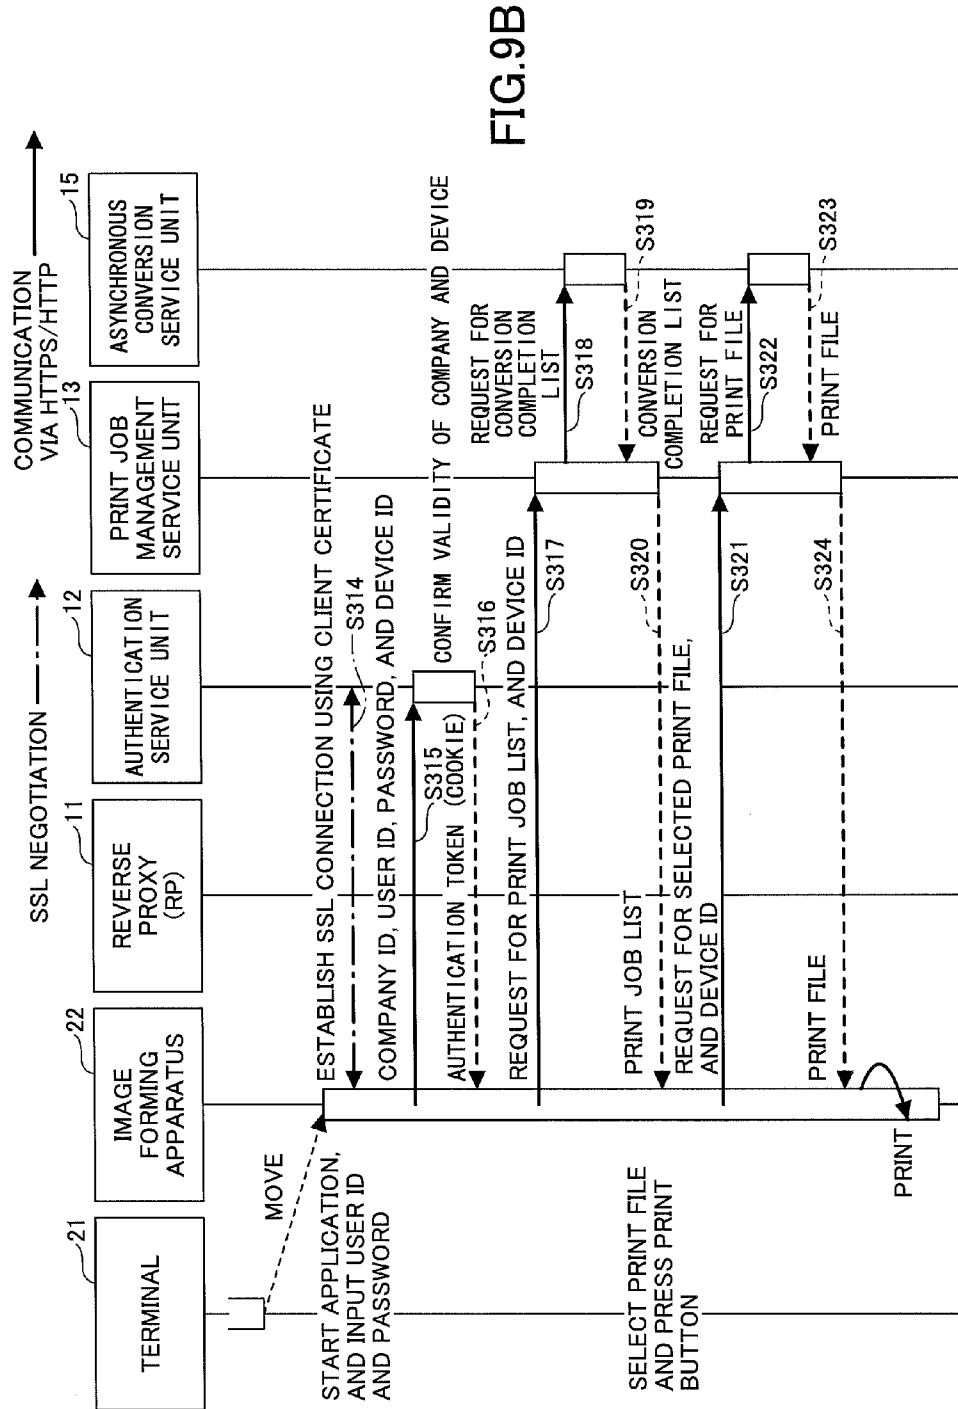 FIG.9B
SSL NEGOTIATION
COMMUNICATION
VIA HTTPS/HTTP
21
TERMINAL
22
IMAGE
FORMING
APPARATUS
11
REVERSE
PROXY
(RP)
12
AUTHENTICATION
SERVICE UNIT
13
PRINT JOB
MANAGEMENT
SERVICE UNIT
15
ASYNCHRONOUS
CONVERSION
SERVICE UNIT
MOVE
START APPLICATION,
AND INPUT USER ID
AND PASSWORD
ESTABLISH SSL CONNECTION USING CLIENT CERTIFICATE
S314
COMPANY ID, USER ID, PASSWORD, AND DEVICE ID
S315
CONFIRM VALIDITY OF COMPANY AND DEVICE
AUTHENTICATION TOKEN (COOKIE)
S316
REQUEST FOR PRINT JOB LIST, AND DEVICE ID
S317
REQUEST FOR
CONVERSION
COMPLETION
LIST
S318
S319
CONVERSION
COMPLETION LIST
PRINT JOB LIST
S320
SELECT PRINT FILE
AND PRESS PRINT
BUTTON
REQUEST FOR SELECTED PRINT FILE,
AND DEVICE ID
S321
REQUEST FOR
PRINT FILE
S322
S323
PRINT FILE
PRINT FILE
S324
PRINT